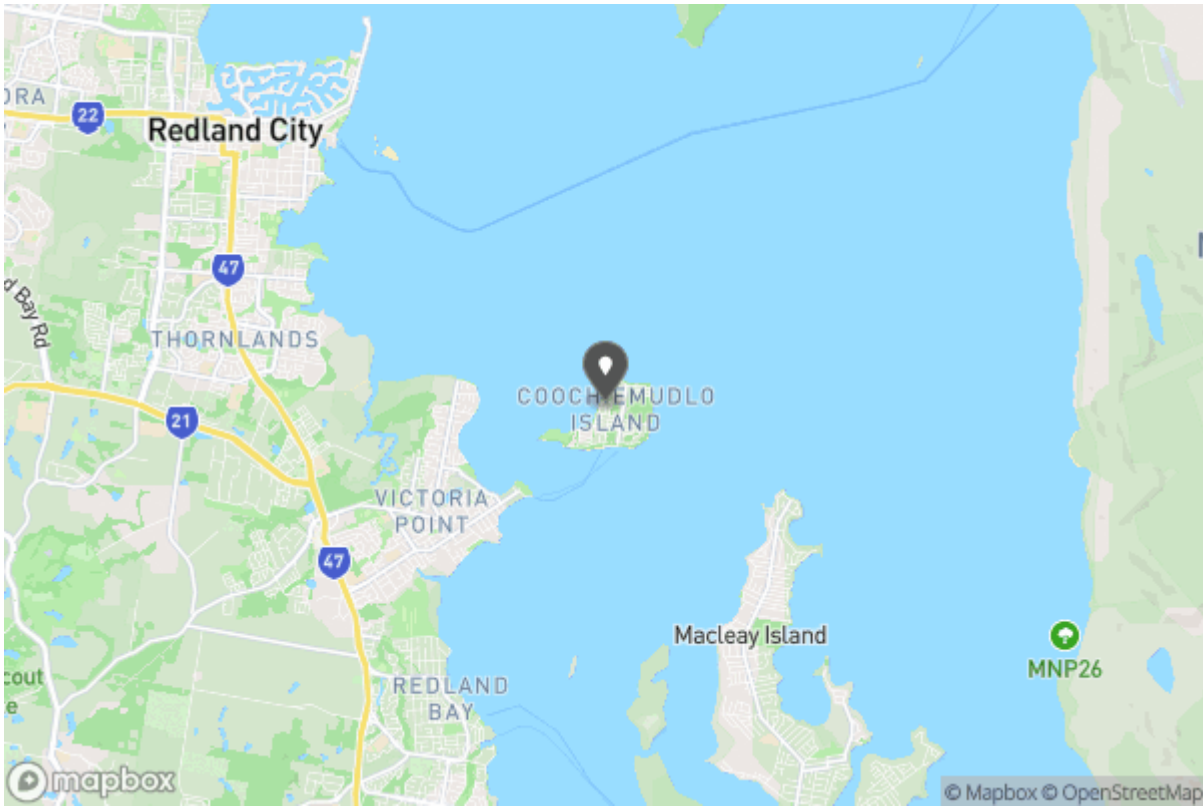 ORA
22
Redland City
47
d Bay Rd
THORNLANDS
COOCHIEMUDLO
ISLAND
21
VICTORIA
POINT
47
Macleay Island
MNP26
cout
e
REDLAND
BAY
mapbox
© Mapbox © OpenStreetMap